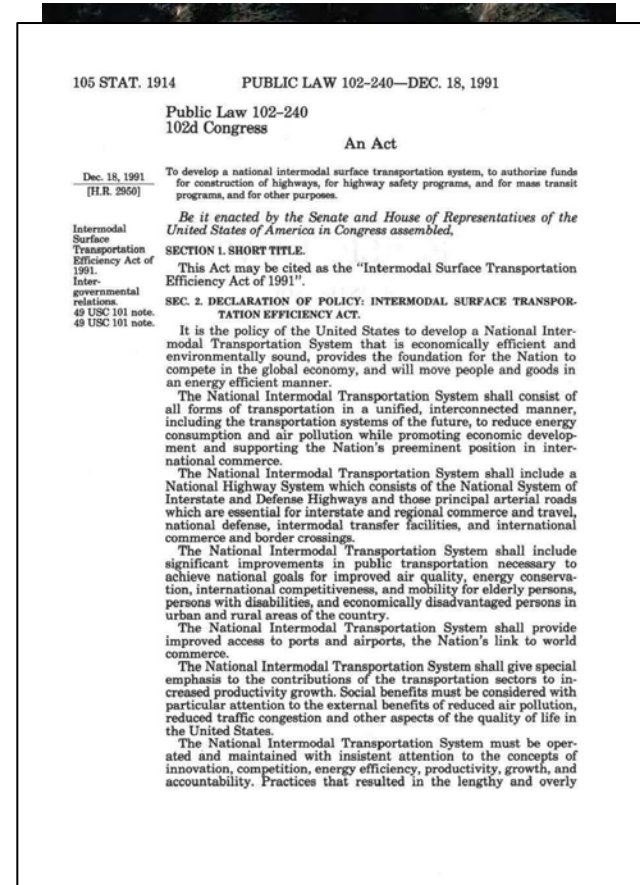 105 STAT. 1914 PUBLIC LAW 102-240—DEC. 18, 1991
Public Law 102-240
102d Congress
An Act
Dec. 18, 1991
[H.R. 2950]
To develop a national intermodal surface transportation system, to authorize funds
for construction of highways, for highway safety programs, and for mass transit
programs, and for other purposes.
Intermodal
Surface
Transportation
Efficiency Act of
1991.
Inter-
governmental
relations.
49 USC 101 note.
49 USC 101 note.
Be it enacted by the Senate and House of Representatives of the
United States of America in Congress assembled,
SECTION 1. SHORT TITLE.
This Act may be cited as the "Intermodal Surface Transportation
Efficiency Act of 1991".
SEC. 2. DECLARATION OF POLICY: INTERMODAL SURFACE TRANSPOR-
TATION EFFICIENCY ACT.
It is the policy of the United States to develop a National Inter-
modal Transportation System that is economically efficient and
environmentally sound, provides the foundation for the Nation to
compete in the global economy, and will move people and goods in
an energy efficient manner.
The National Intermodal Transportation System shall consist of
all forms of transportation in a unified, interconnected manner,
including the transportation systems of the future, to reduce energy
consumption and air pollution while promoting economic develop-
ment and supporting the Nation's preeminent position in inter-
national commerce.
The National Intermodal Transportation System shall include a
National Highway System which consists of the National System of
Interstate and Defense Highways and those principal arterial roads
which are essential for interstate and regional commerce and travel,
national defense, intermodal transfer facilities, and international
commerce and border crossings.
The National Intermodal Transportation System shall include
significant improvements in public transportation necessary to
achieve national goals for improved air quality, energy conserva-
tion, international competitiveness, and mobility for elderly persons,
persons with disabilities, and economically disadvantaged persons in
urban and rural areas of the country.
The National Intermodal Transportation System shall provide
improved access to ports and airports, the Nation's link to world
commerce.
The National Intermodal Transportation System shall give special
emphasis to the contributions of the transportation sectors to in-
creased productivity growth. Social benefits must be considered with
particular attention to the external benefits of reduced air pollution,
reduced traffic congestion and other aspects of the quality of life in
the United States.
The National Intermodal Transportation System must be oper-
ated and maintained with insistent attention to the concepts of
innovation, competition, energy efficiency, productivity, growth, and
accountability. Practices that resulted in the lengthy and overly